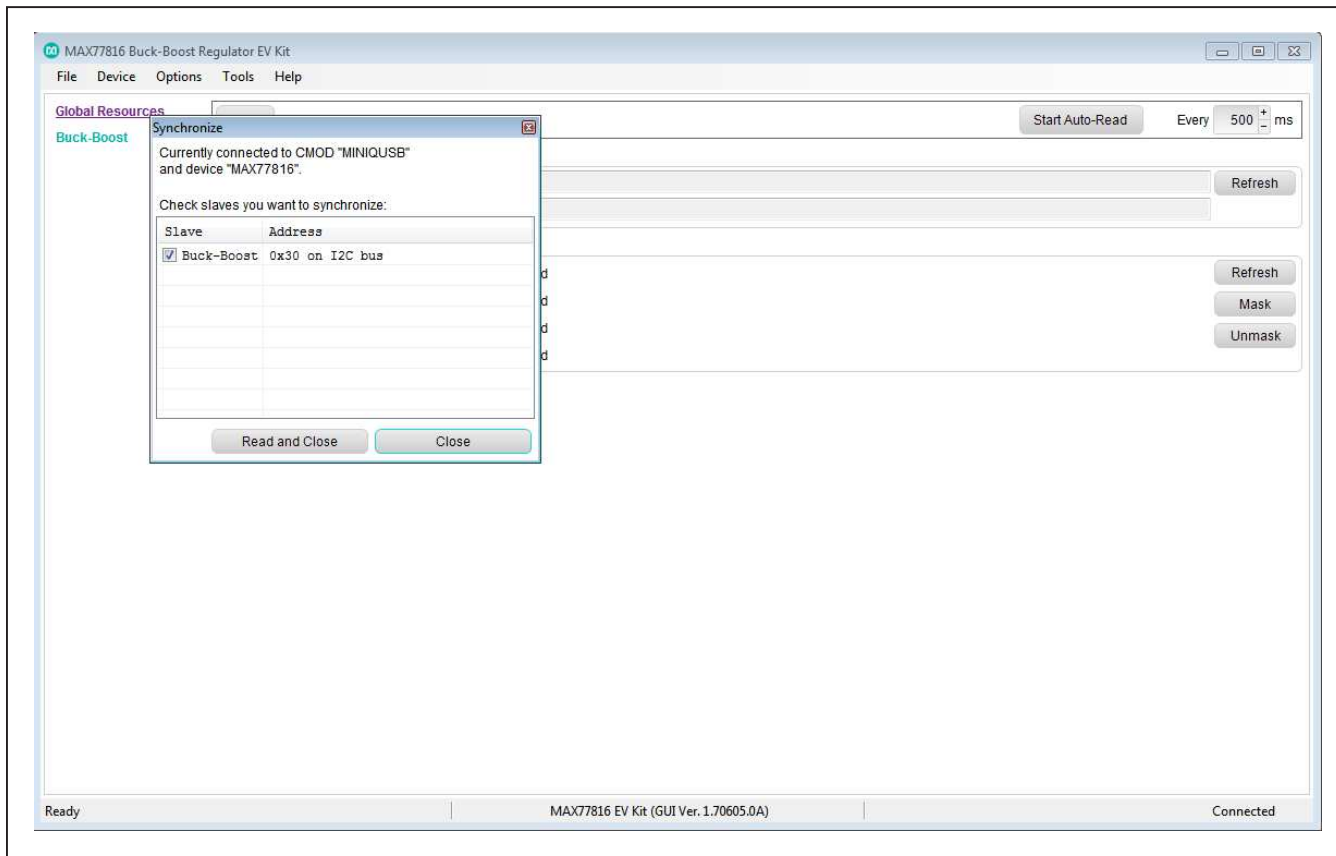 MAX77816 Buck-Boost Regulator EV Kit
File Device Options Tools Help
Global Resources
Start Auto-Read Every 500 + - ms
Buck-Boost
Synchronize
Currently connected to CMOD "MINIQUSB"
and device "MAX77816".
Check slaves you want to synchronize:
Slave Address
Buck-Boost 0x30 on I2C bus
Read and Close Close
Refresh
d
Refresh
d
Mask
d
Unmask
d
Ready MAX77816 EV Kit (GUI Ver. 1.70605.0A) Connected